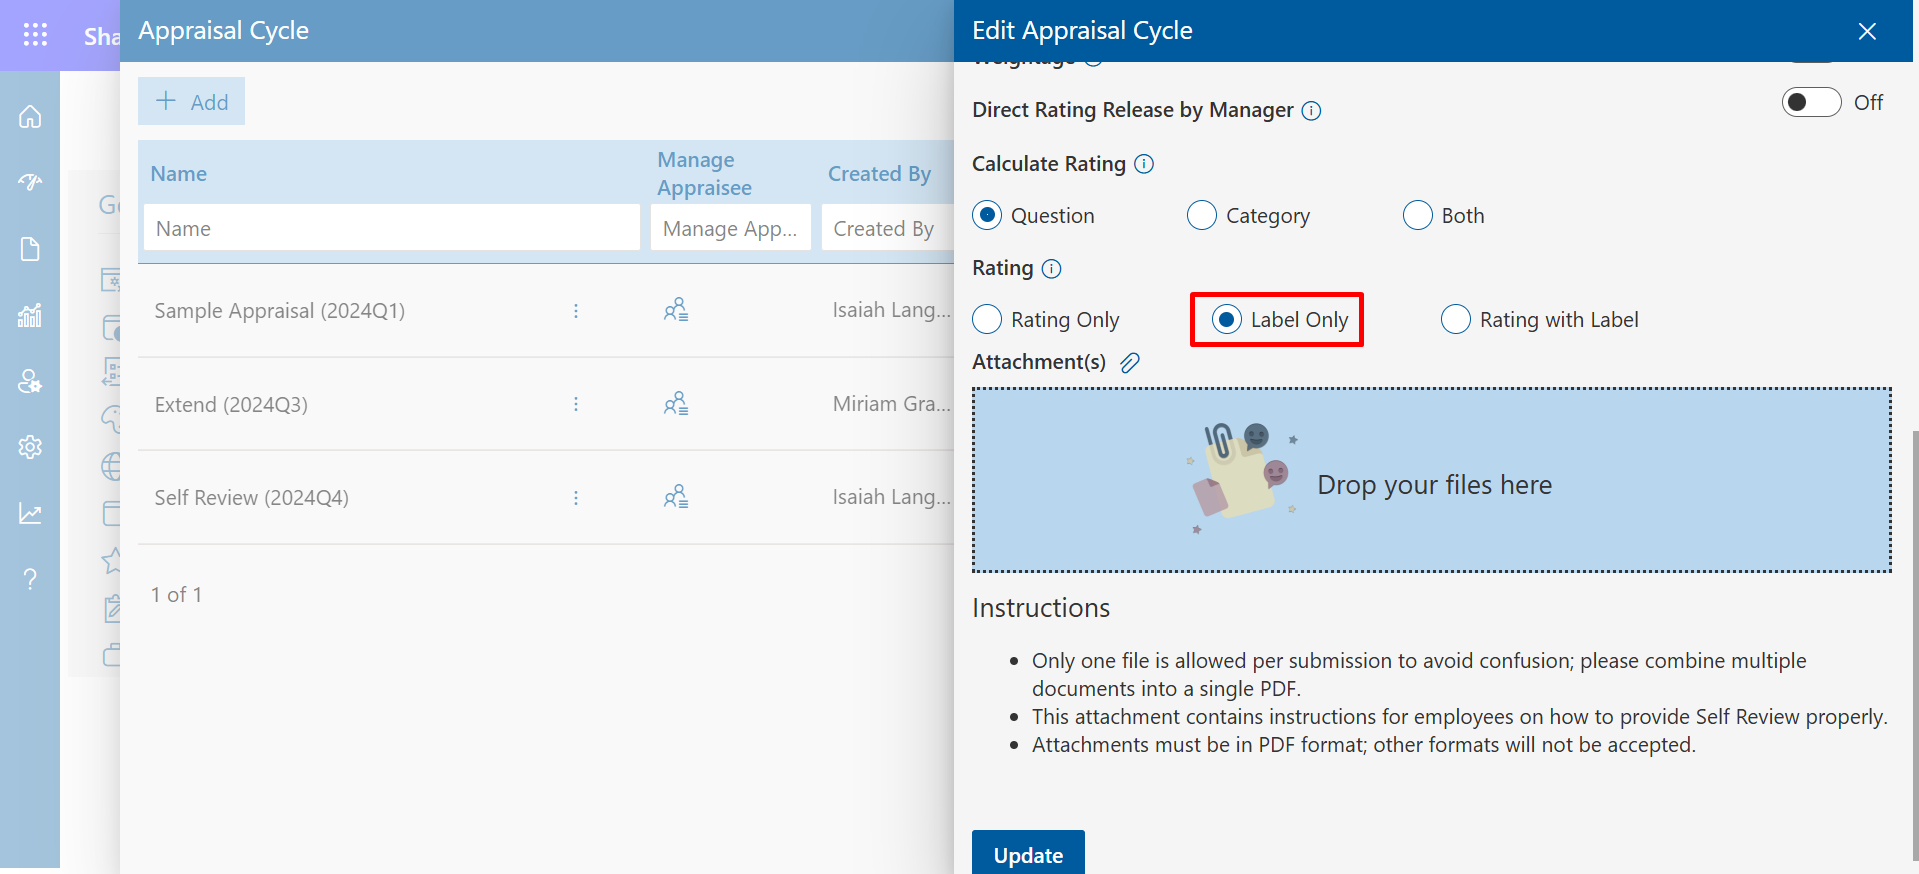 Sha
Appraisal Cycle
Add
Name
Manage
Appraisee
Created By
Name
Manage App...
Created By
Sample Appraisal (2024Q1)
Isaiah Lang...
Extend (2024Q3)
Miriam Gra...
Self Review (2024Q4)
Isaiah Lang...
1 of 1
Edit Appraisal Cycle
Weightage
Direct Rating Release by Manager
Off
Calculate Rating
Question
Category
Both
Rating
Rating Only
Label Only
Rating with Label
Attachment(s)
Drop your files here
Instructions
Only one file is allowed per submission to avoid confusion; please combine multiple
documents into a single PDF.
This attachment contains instructions for employees on how to provide Self Review properly.
Attachments must be in PDF format; other formats will not be accepted.
Update